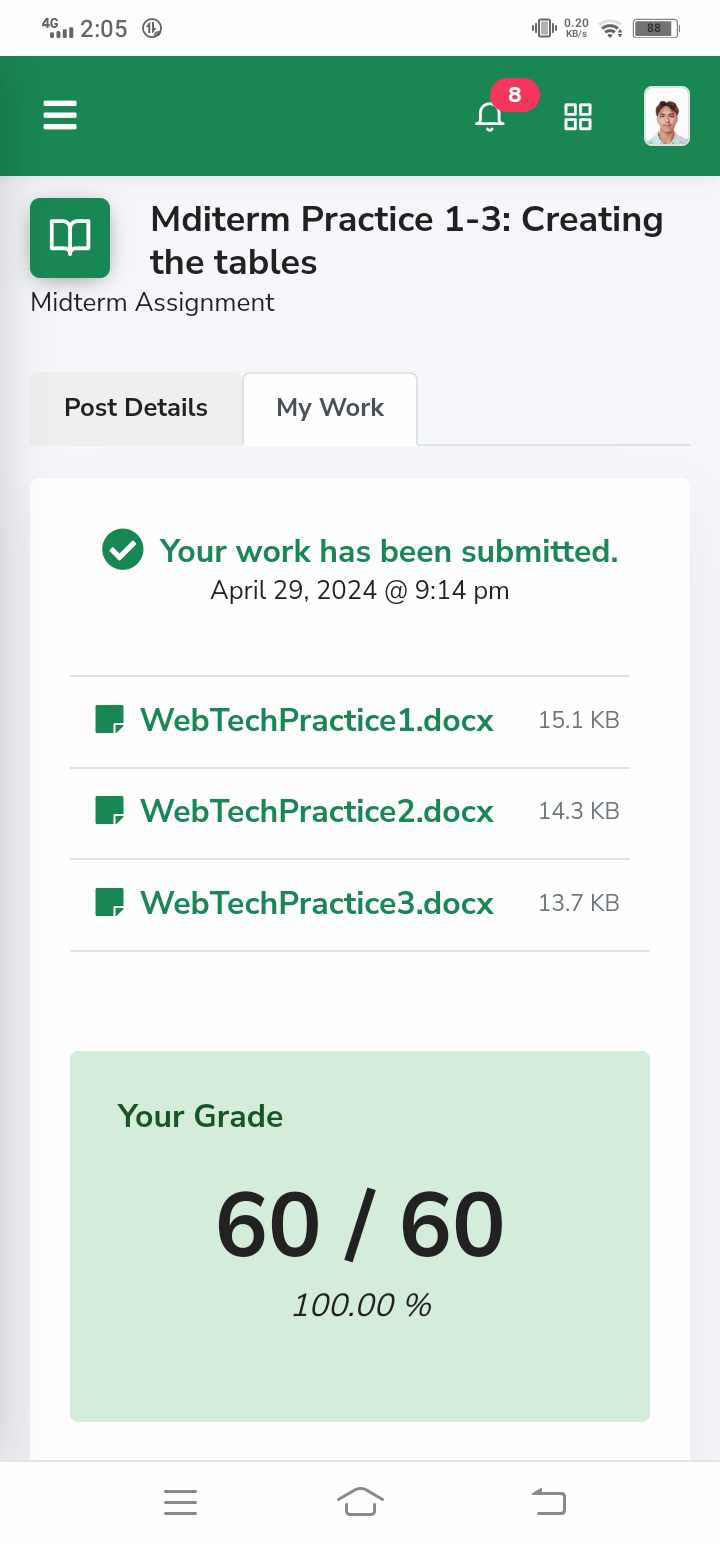 4G 2:05 0.20 KB/s 88
8
Mditerm Practice 1-3: Creating
the tables
Midterm Assignment
Post Details My Work
Your work has been submitted.
April 29, 2024 @ 9:14 pm
WebTechPractice1.docx 15.1 KB
WebTechPractice2.docx 14.3 KB
WebTechPractice3.docx 13.7 KB
Your Grade
60 / 60
100.00 %